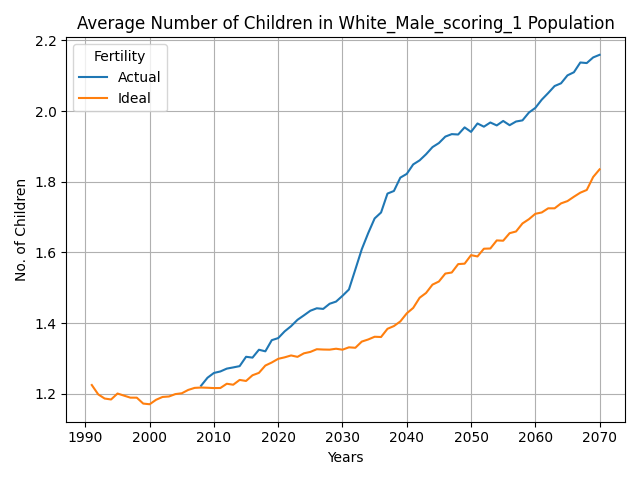 Average Number of Children in White_Male_scoring_1 Population
Fertility
Actual
Ideal
No. of Children
2.2
2.0
1.8
1.6
1.4
1.2
1990 2000 2010 2020 2030 2040 2050 2060 2070
Years